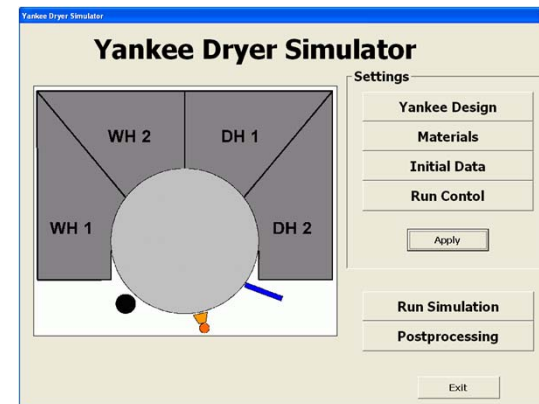 Yankee Dryer Simulator
Yankee Dryer Simulator
Settings
WH 2
DH 1
WH 1
DH 2
Yankee Design
Materials
Initial Data
Run Contol
Apply
Run Simulation
Postprocessing
Exit